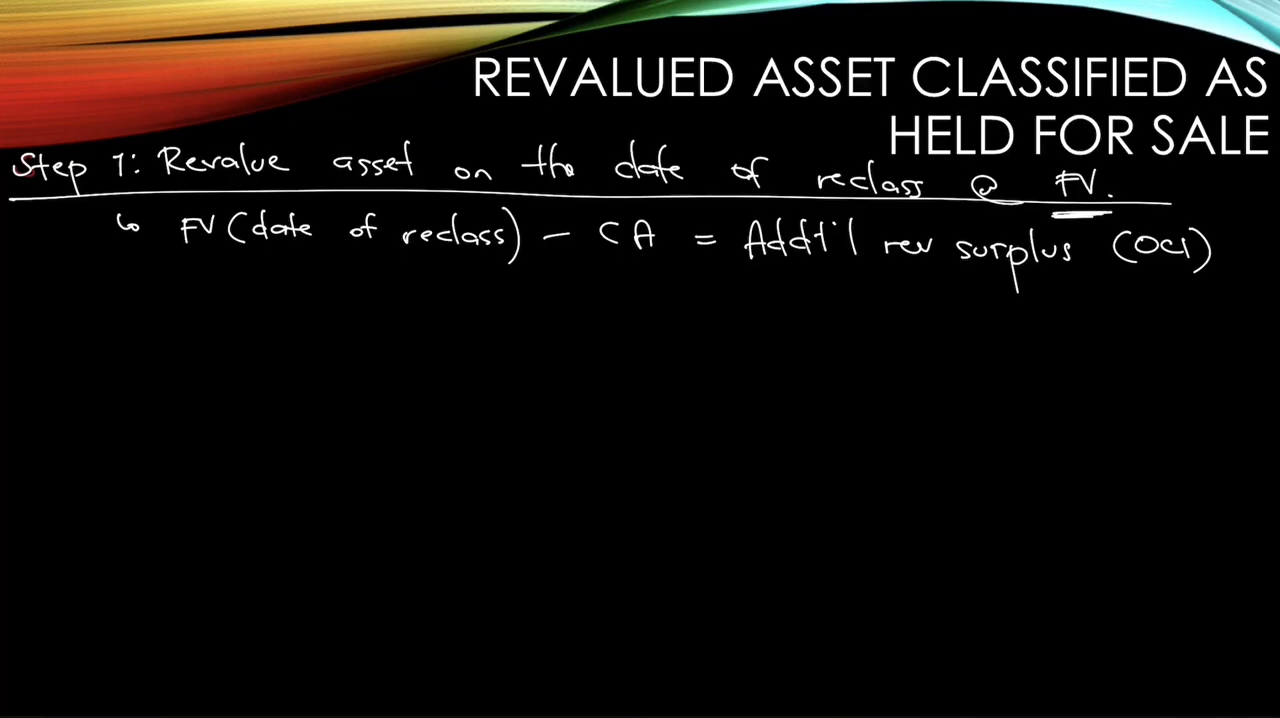 REVALUED ASSET CLASSIFIED AS
HELD FOR SALE
Step 1: Revalue asset on the date of reclass @ FV.
↳ FV (date of reclass) - CA = Addt'l rev surplus (OCI)